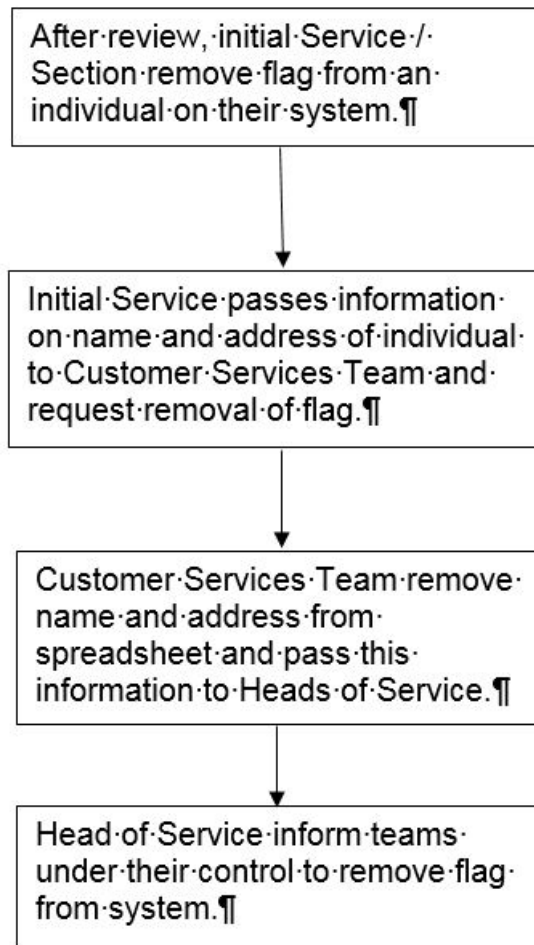 After·review,·initial·Service·/·
Section·remove·flag·from·an·
individual·on·their·system.¶
Initial·Service·passes·information·
on·name·and·address·of·individual·
to·Customer·Services·Team·and·
request·removal·of·flag.¶
Customer·Services·Team·remove·
name·and·address·from·
spreadsheet·and·pass·this·
information·to·Heads·of·Service.¶
Head·of·Service·inform·teams·
under·their·control·to·remove·flag·
from·system.¶